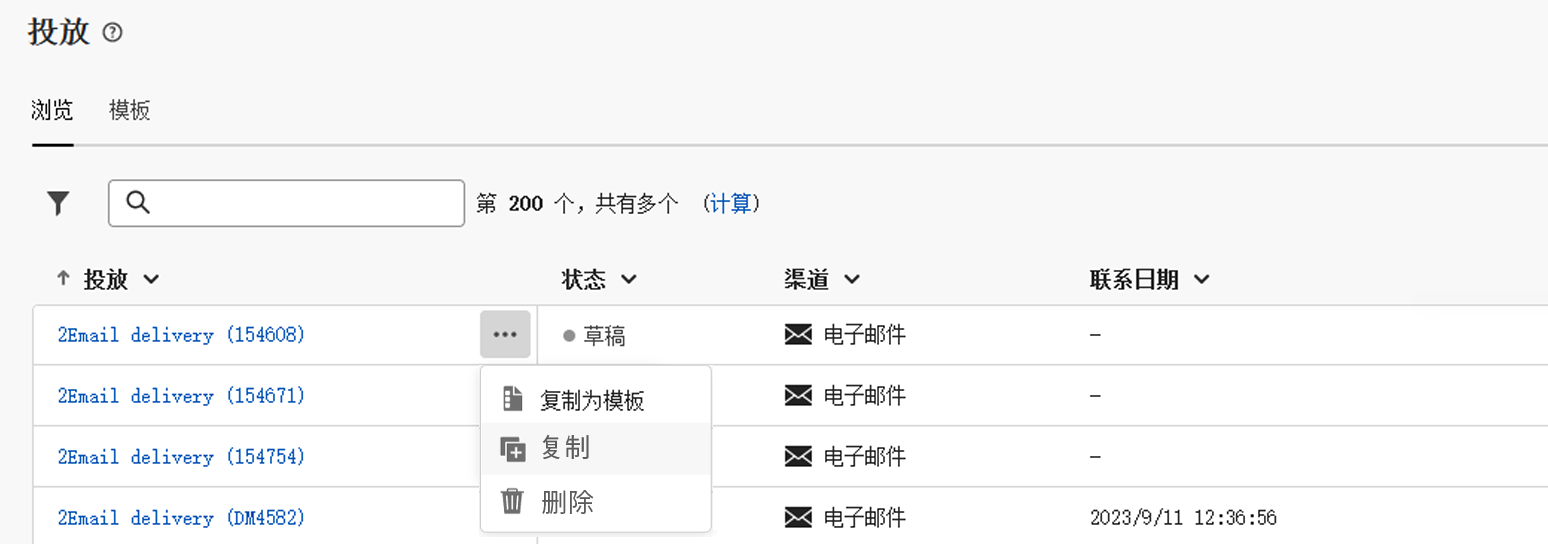 投放
浏览 模板
第 200 个，共有多个 (计算)
投放 状态 渠道 联系日期
2Email delivery (154608) 草稿 电子邮件 –
2Email delivery (154671) 电子邮件 –
复制为模板
复制
2Email delivery (154754) 电子邮件 –
删除
2Email delivery (DM4582) 电子邮件 2023/9/11 12:36:56